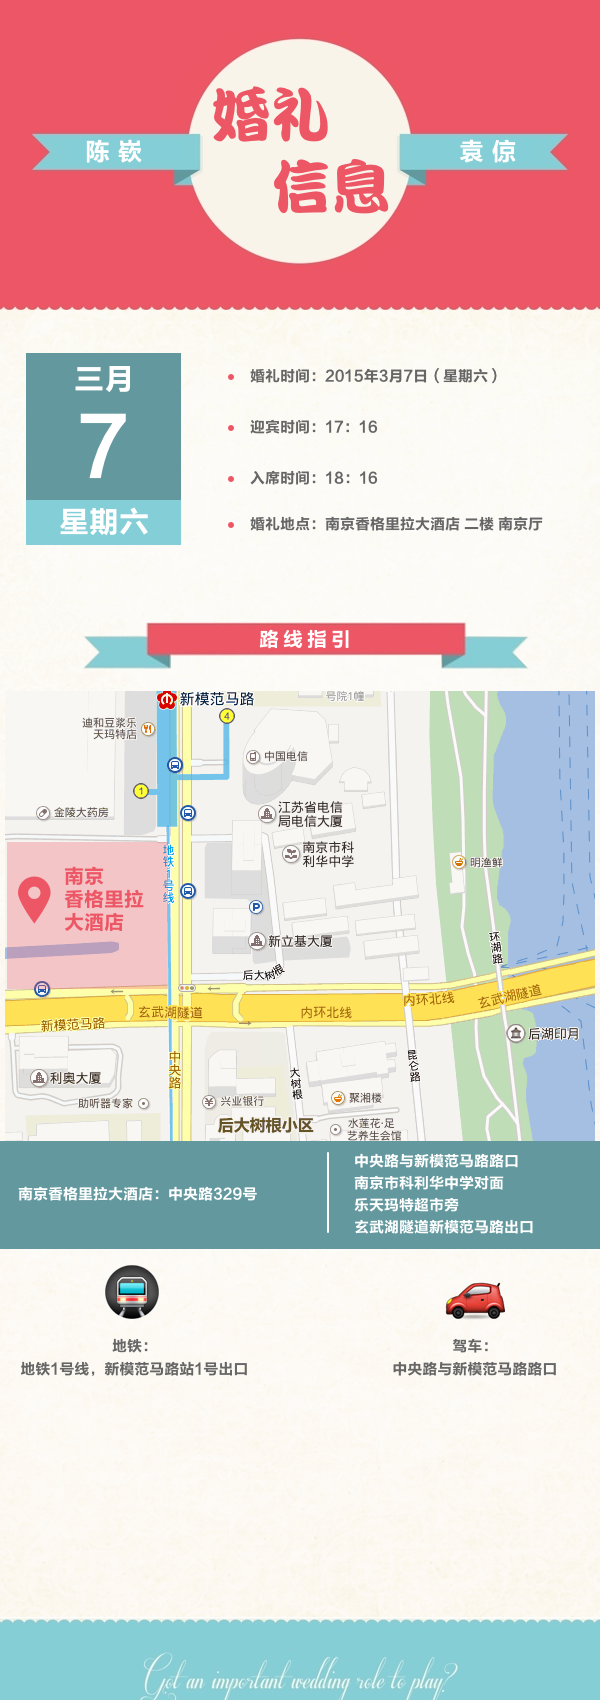 婚礼
信息
陈嵚
袁倞
三月
7
星期六
婚礼时间：2015年3月7日（星期六）
迎宾时间：17：16
入席时间：18：16
婚礼地点：南京香格里拉大酒店 二楼 南京厅
路线指引
新模范马路
号院1幢
4
迪和豆浆乐
天玛特店
中国电信
1
金陵大药房
江苏省电信
局电信大厦
南京市科
利华中学
地铁1号线
明渔鲜
南京
香格里拉
大酒店
P
新立基大厦
环湖路
后大树根
玄武湖隧道
内环北线
内环北线
玄武湖隧道
新模范马路
后湖印月
中央路
昆仑路
利奥大厦
大树根
助听器专家
兴业银行
聚湘楼
后大树根小区
水莲花·足
艺养生会馆
南京香格里拉大酒店：中央路329号
中央路与新模范马路路口
南京市科利华中学对面
乐天玛特超市旁
玄武湖隧道新模范马路出口
地铁：
地铁1号线，新模范马路站1号出口
驾车：
中央路与新模范马路路口
Got an important wedding role to play?